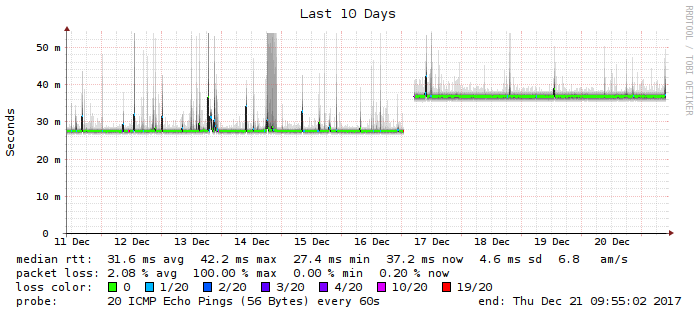 Last 10 Days
RRDTOOL / TOBI OETIKER
Seconds
50 m
40 m
30 m
20 m
10 m
0
11 Dec 12 Dec 13 Dec 14 Dec 15 Dec 16 Dec 17 Dec 18 Dec 19 Dec 20 Dec
median rtt: 31.6 ms avg 42.2 ms max 27.4 ms min 37.2 ms now 4.6 ms sd 6.8 am/s
packet loss: 2.08 % avg 100.00 % max 0.00 % min 0.20 % now
loss color: 0 1/20 2/20 3/20 4/20 10/20 19/20
probe: 20 ICMP Echo Pings (56 Bytes) every 60s end: Thu Dec 21 09:55:02 2017